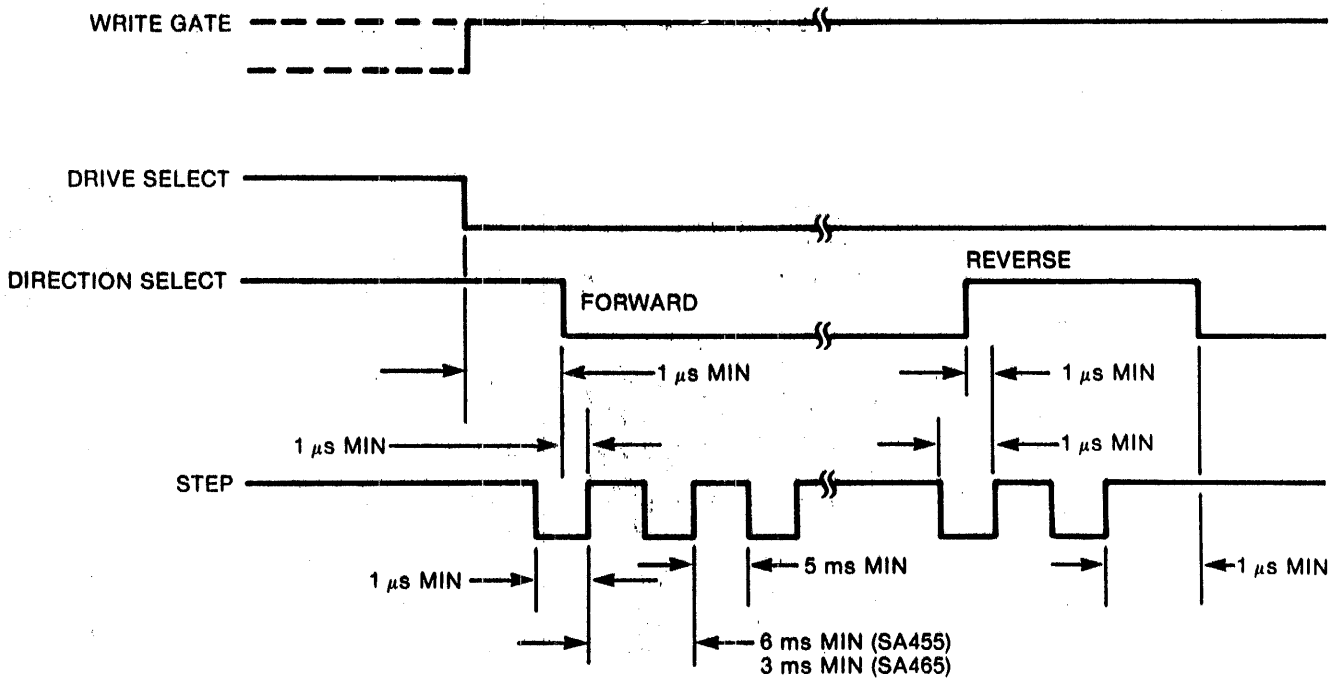 WRITE GATE
DRIVE SELECT
DIRECTION SELECT
FORWARD
REVERSE
1 μs MIN
1 μs MIN
1 μs MIN
1 μs MIN
STEP
1 μs MIN
5 ms MIN
1 μs MIN
6 ms MIN (SA455)
3 ms MIN (SA465)